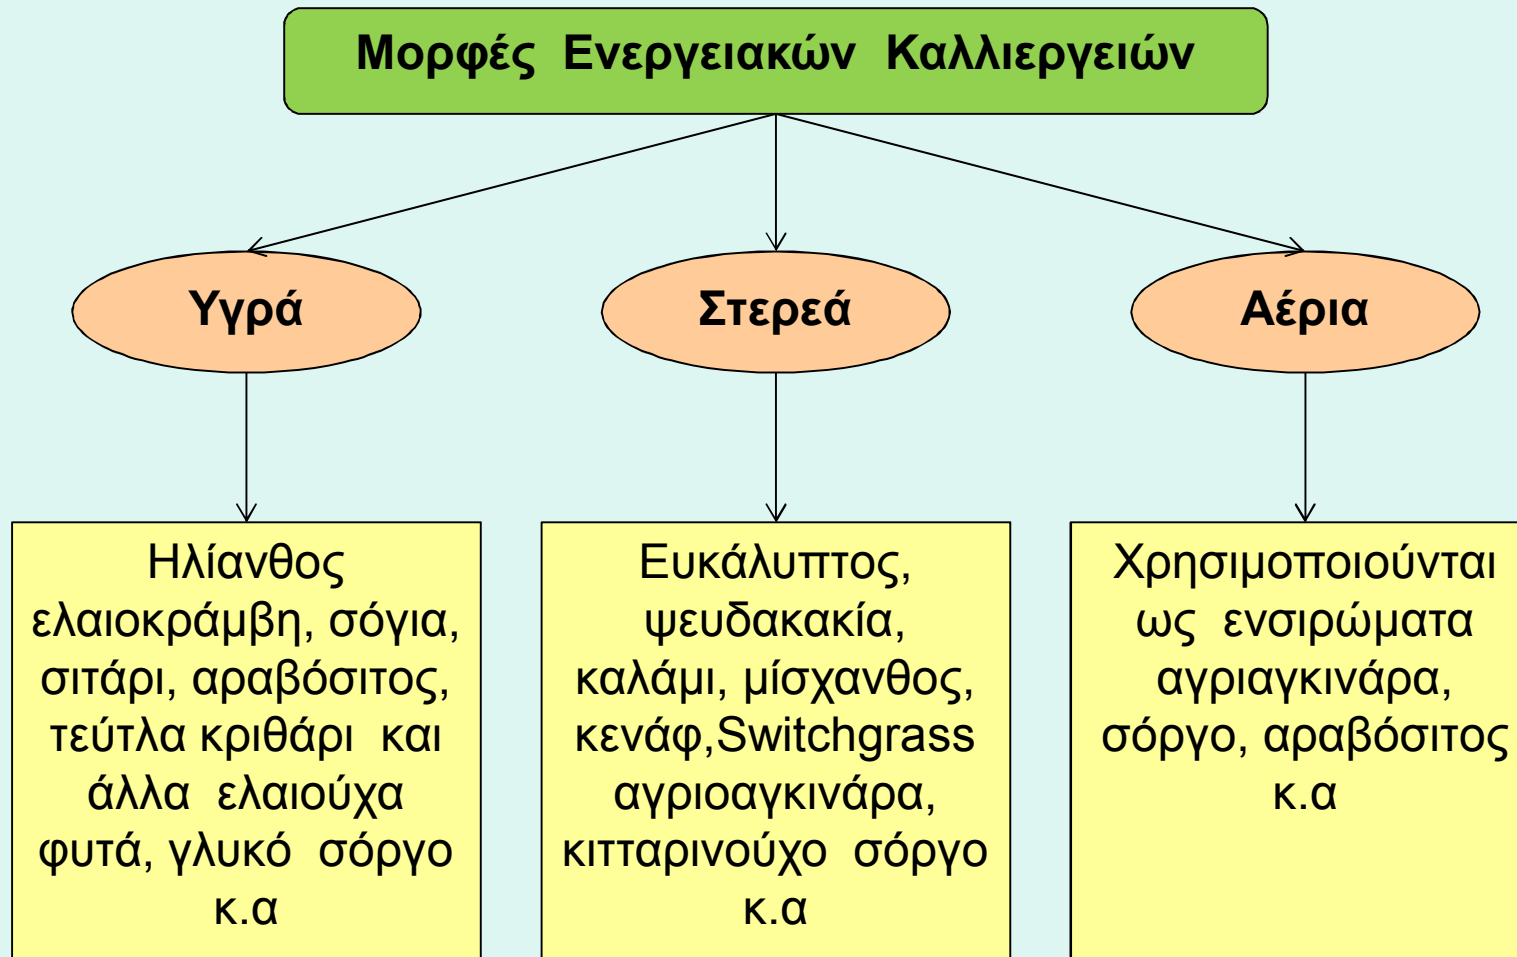 Μορφές Ενεργειακών Καλλιεργειών
Υγρά
Στερεά
Αέρια
Ηλίανθος
ελαιοκράμβη, σόγια,
σιτάρι, αραβόσιτος,
τεύτλα κριθάρι και
άλλα ελαιούχα
φυτά, γλυκό σόργο
κ.α
Ευκάλυπτος,
ψευδακακία,
καλάμι, μίσχανθος,
κενάφ,Switchgrass
αγριοαγκινάρα,
κιτταρινούχο σόργο
κ.α
Χρησιμοποιούνται
ως ενσιρώματα
αγριαγκινάρα,
σόργο, αραβόσιτος
κ.α